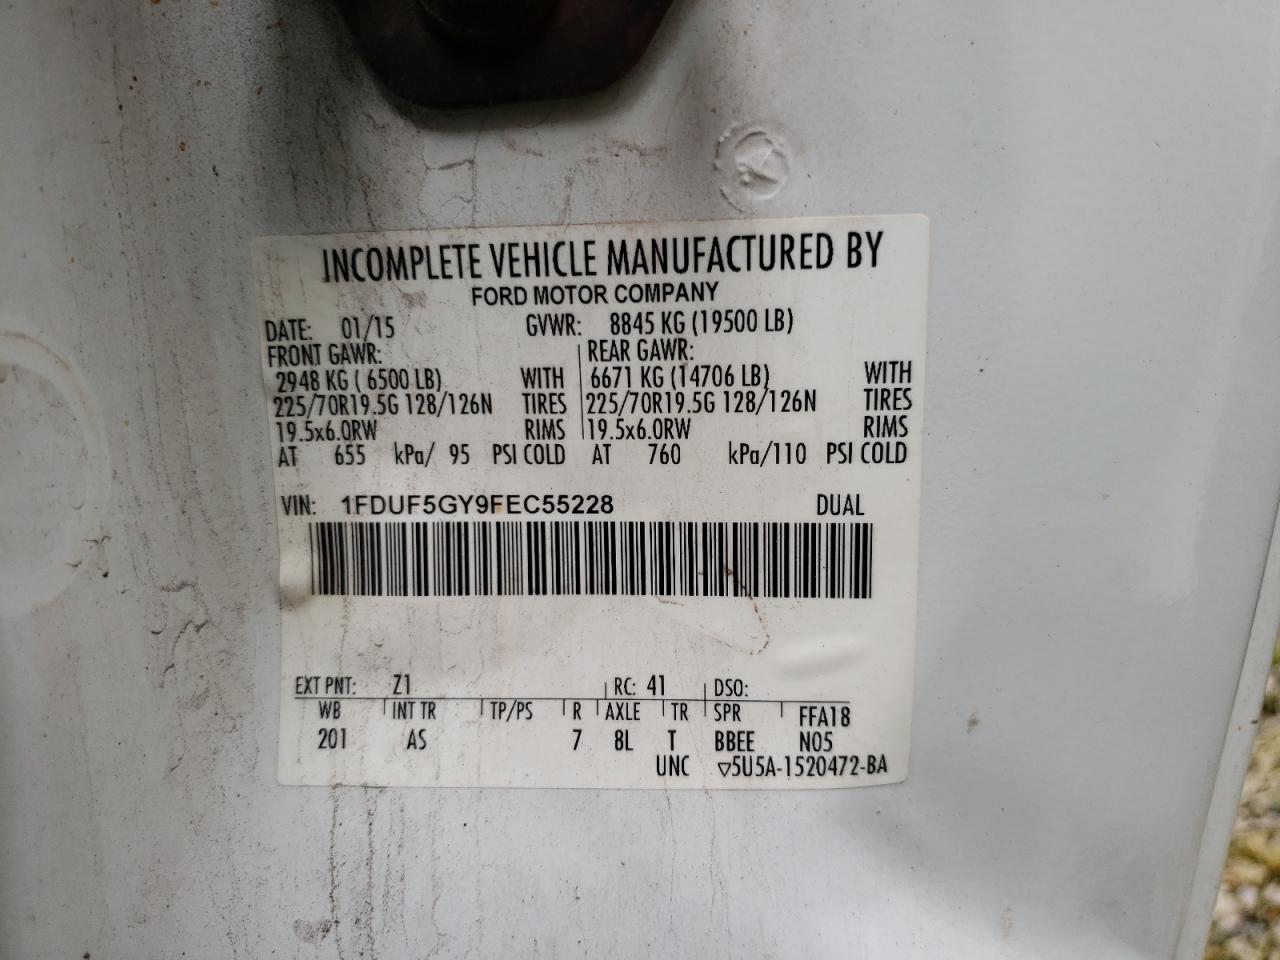 INCOMPLETE VEHICLE MANUFACTURED BY
FORD MOTOR COMPANY
DATE: 01/15 GVWR: 8845 KG (19500 LB)
FRONT GAWR: REAR GAWR:
2948 KG ( 6500 LB) WITH 6671 KG (14706 LB) WITH
225/70R19.5G 128/126N TIRES 225/70R19.5G 128/126N TIRES
19.5x6.0RW RIMS 19.5x6.0RW RIMS
AT 655 kPa/ 95 PSI COLD AT 760 kPa/110 PSI COLD
VIN: 1FDUF5GY9FEC55228 DUAL
EXT PNT: Z1 RC: 41 DSO:
WB INT TR TP/PS R AXLE TR SPR FFA18
201 AS 7 8L T BBEE N05
UNC ▽5U5A-1520472-BA